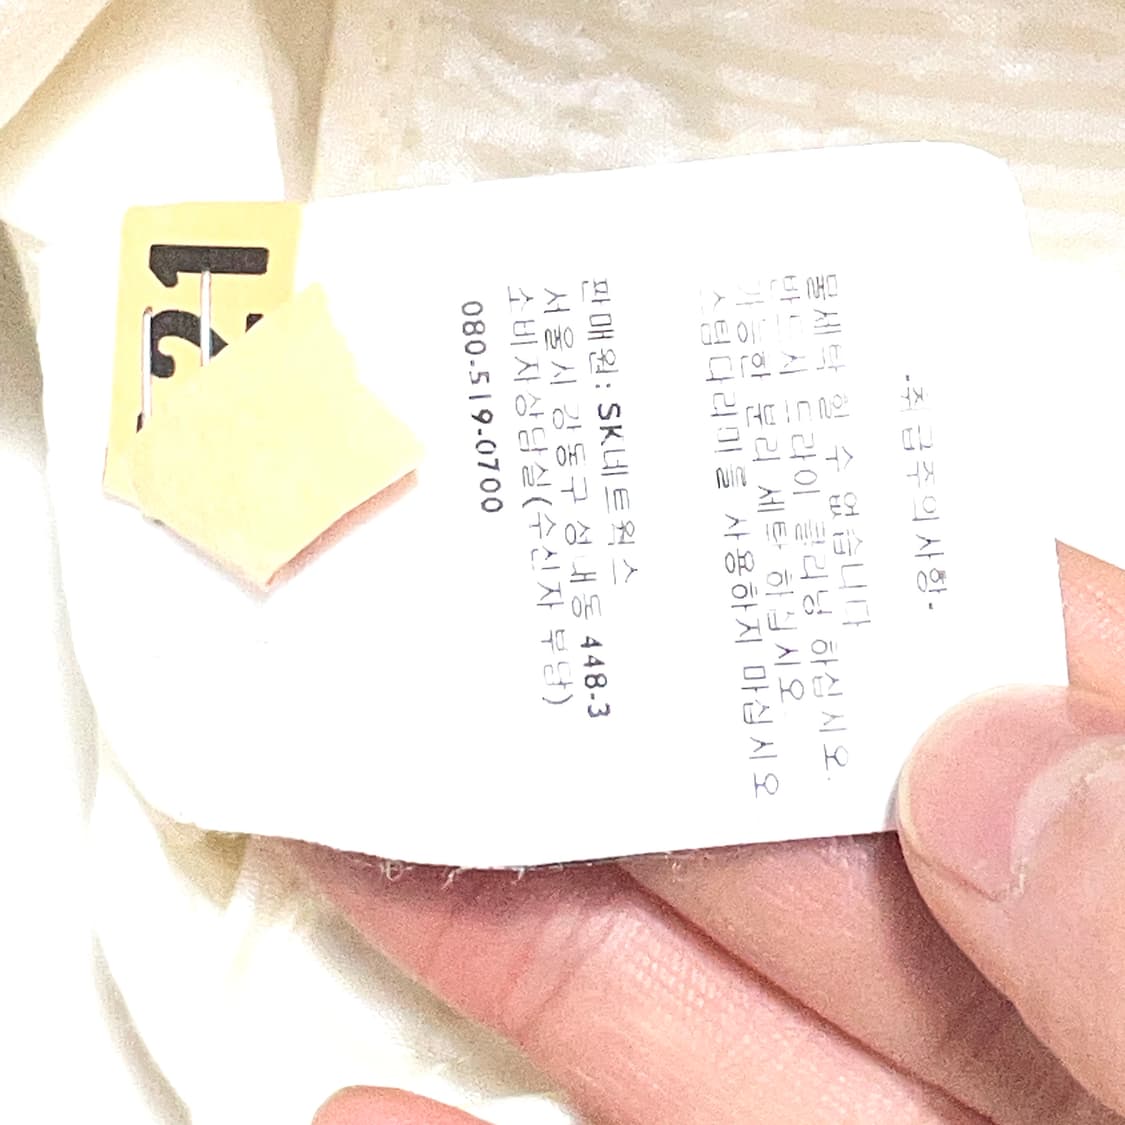 -취급주의사항-
물세탁 할 수 없습니다
반드시 드라이 클리닝 하십시오.
가능한 분리 세탁 하십시오
스팀다리미를 사용하지 마십시오
판매원: SK네트웍스
서울시 강동구 성내동 448-3
소비자상담실(수신자 부담)
080-519-0700
12